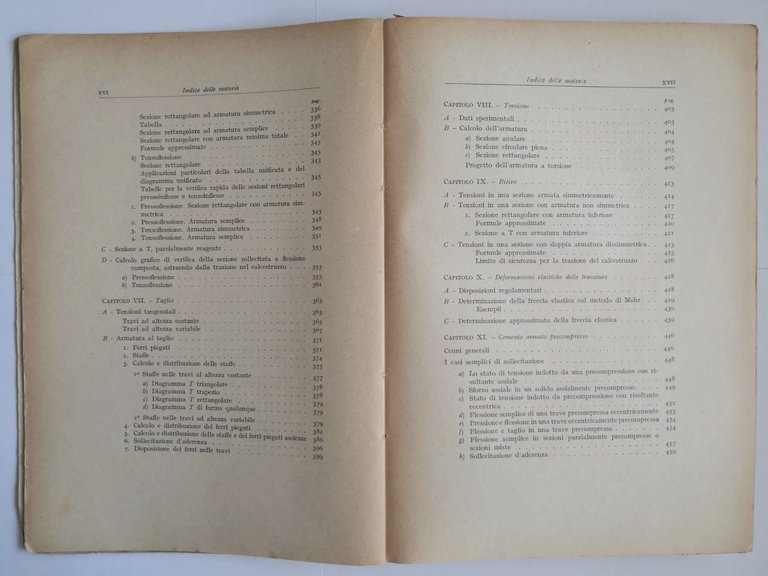 XVI Indice delle materie
pag.
Sezione rettangolare ad armatura simmetrica . . . . 336
Tabella . . . . 338
Sezione rettangolare ad armatura semplice . . . . 339
Sezione rettangolare con armatura minima totale . . 342
Formule approssimate . . . . 343
b) Tensoflessione . . . . 343
Sezione rettangolare . . . . 343
Applicazioni particolari della tabella unificata e del
diagramma unificato . . . . 345
Tabelle per la verifica rapida delle sezioni rettangolari
pressoinflesse e tensoinflesse . . . . 345
1. Pressoflessione. Sezione rettangolare con armatura sim-
metrica . . . . 345
2. Pressoflessione. Armatura semplice . . . . 348
3. Tensoflessione. Armatura simmetrica . . . . 351
4. Tensoflessione. Armatura semplice . . . . 351
C - Sezione a T, parzialmente reagente . . . . 353
D - Calcolo grafico di verifica della sezione sollecitata a flessione
composta, astraendo dalla trazione nel calcestruzzo . . 355
a) Pressoflessione . . . . 355
b) Tensoflessione . . . . 361
CAPITOLO VII. - Taglio . . . . 363
A - Tensioni tangenziali . . . . 363
Travi ad altezza costante . . . . 365
Travi ad altezza variabile . . . . 367
B - Armatura al taglio . . . . 371
1. Ferri piegati . . . . 371
2. Staffe . . . . 374
3. Calcolo e distribuzione delle staffe . . . . 375
1º Staffe nelle travi ad altezza costante . . . . 377
a) Diagramma T triangolare . . . . 378
b) Diagramma T trapezio . . . . 378
c) Diagramma T rettangolare . . . . 379
d) Diagramma T di forma qualunque . . . . 379
2º Staffe nelle travi ad altezza variabile . . . . 379
4. Calcolo e distribuzione dei ferri piegati . . . . 381
5. Calcolo e distribuzione delle staffe e dei ferri piegati assieme 386
6. Sollecitazione d'aderenza . . . . 396
7. Disposizione dei ferri nelle travi . . . . 399
Indice delle materie XVII
pag.
CAPITOLO VIII. - Torsione . . . . 403
A - Dati sperimentali . . . . 403
B - Calcolo dell'armatura . . . . 404
a) Sezione anulare . . . . 404
b) Sezione circolare piena . . . . 405
c) Sezione rettangolare . . . . 407
Progetto dell'armatura a torsione . . . . 409
CAPITOLO IX. - Ritiro . . . . 413
A - Tensioni in una sezione armata simmetricamente . . . . 414
B - Tensioni in una sezione con armatura non simmetrica . . . . 417
1. Sezione rettangolare con armatura inferiore . . . . 417
Formule approssimate . . . . 420
2. Sezione a T con armatura inferiore . . . . 421
C - Tensioni in una sezione con doppia armatura dissimmetrica . . 423
Formule approssimate . . . . 425
Limite di sicurezza per la trazione del calcestruzzo . . 426
CAPITOLO X. - Deformazioni elastiche delle travature . . . . 428
A - Disposizioni regolamentari . . . . 428
B - Determinazione della freccia elastica col metodo di Mohr . . 429
Esempii . . . . 430
C - Determinazione approssimata della freccia elastica . . . . 439
CAPITOLO XI. - Cemento armato precompresso . . . . 446
Cenni generali . . . . 446
I casi semplici di sollecitazione . . . . 448
a) Lo stato di tensione indotto da una precompressione con ri-
sultante assiale . . . . 448
b) Sforzo assiale in un solido assialmente precompresso . . 449
c) Stato di tensione indotto da precompressione con risultante
eccentrica . . . . 452
d) Flessione semplice di una trave precompressa eccentricamente 453
e) Pressione e flessione in una trave eccentricamente precompressa 454
f) Flessione e taglio in una trave precompressa . . . . 454
g) Flessione semplice in sezioni parzialmente precompresse o
sezioni miste . . . . 457
h) Sollecitazione d'aderenza . . . . 459